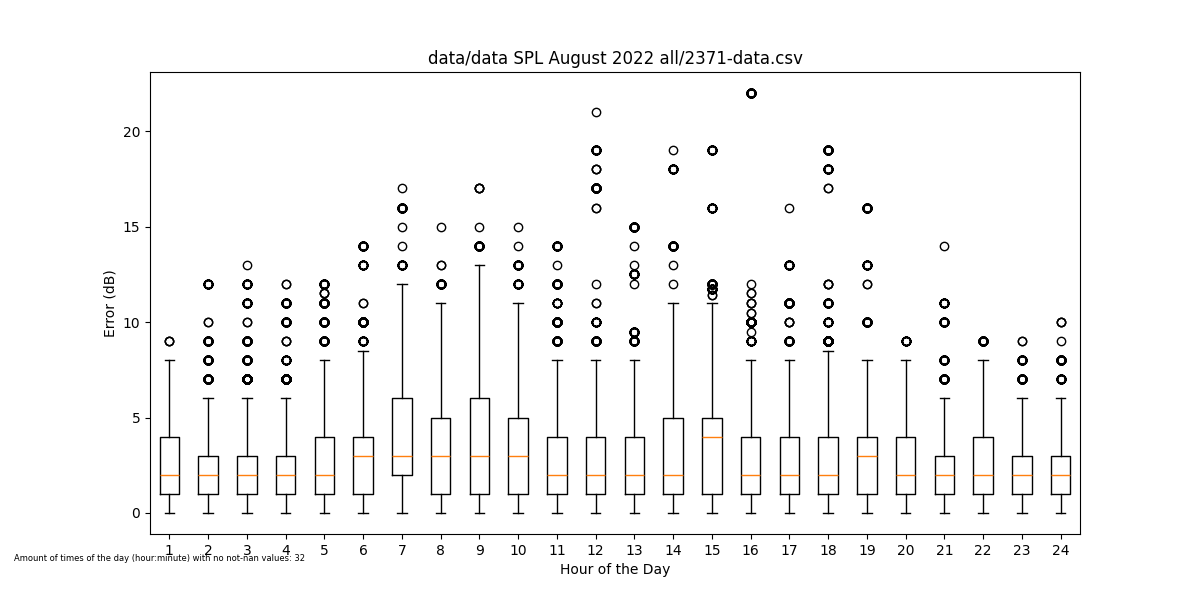 data/data SPL August 2022 all/2371-data.csv
Error (dB)
20
15
10
5
0
1 2 3 4 5 6 7 8 9 10 11 12 13 14 15 16 17 18 19 20 21 22 23 24
Amount of times of the day (hour:minute) with no not-nan values: 32
Hour of the Day